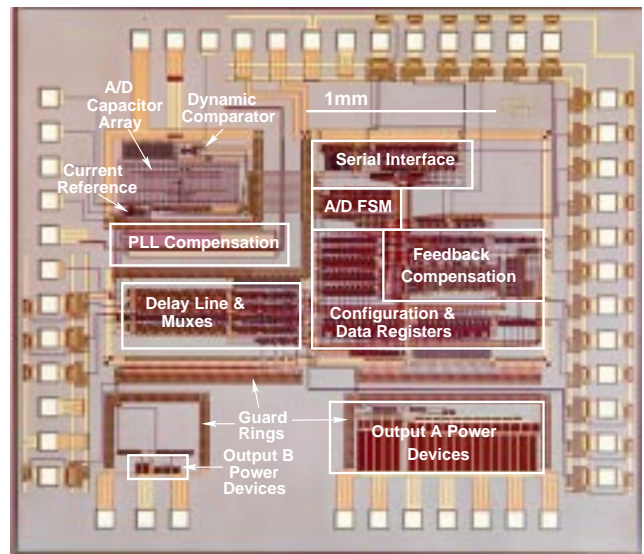 1mm
A/D
Capacitor
Array
Dynamic
Comparator
Serial Interface
Current
Reference
A/D FSM
PLL Compensation
Feedback
Compensation
Delay Line &
Muxes
Configuration &
Data Registers
Guard
Rings
Output A Power
Devices
Output B
Power
Devices